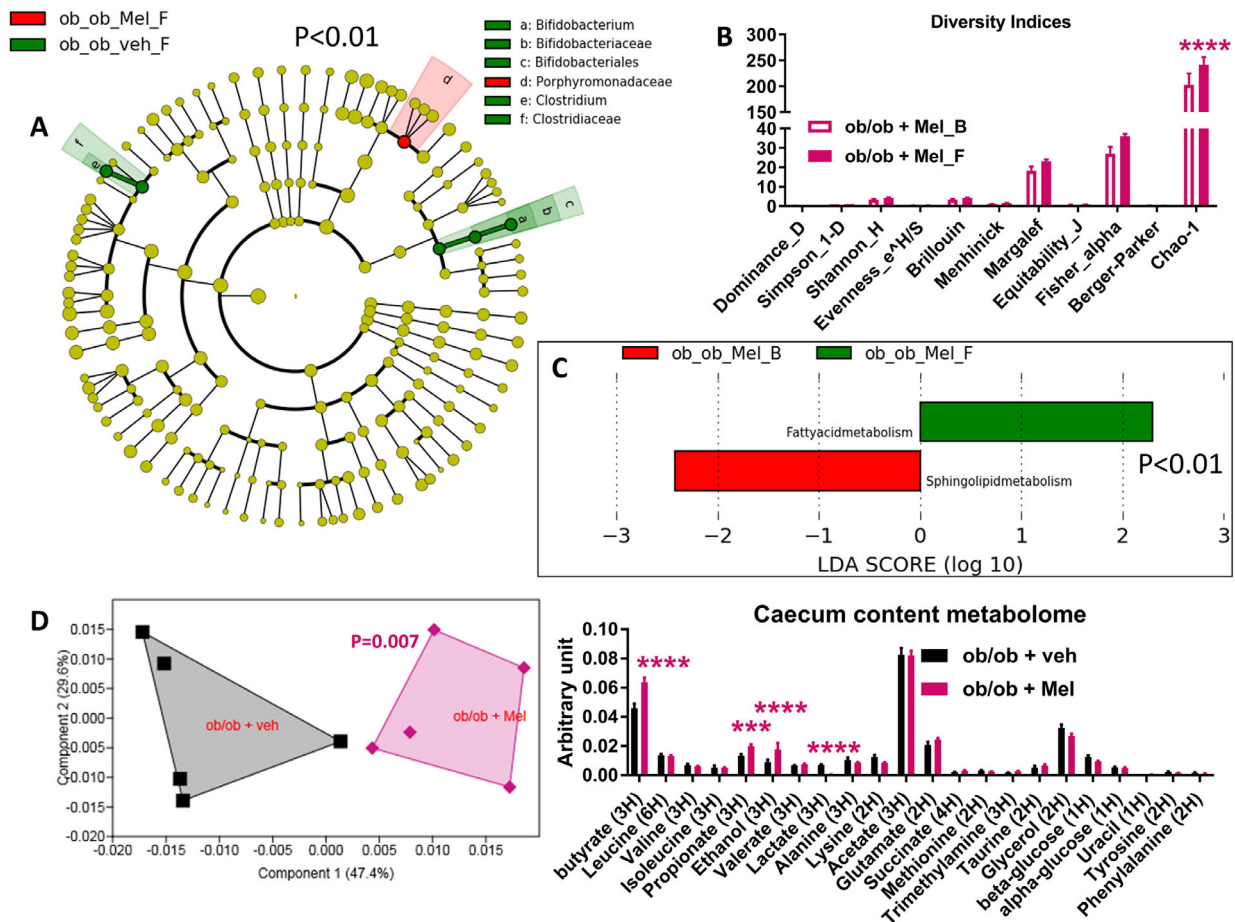 ob_ob_Mel_F
ob_ob_veh_F
P<0.01
a: Bifidobacterium
b: Bifidobacteriaceae
c: Bifidobacteriales
d: Porphyromonadaceae
e: Clostridium
f: Clostridiaceae
A
d
f
e
a
b
c
B
Diversity Indices
300
250
200
150
40
30
20
10
0
****
ob/ob + Mel_B
ob/ob + Mel_F
Dominance_D
Simpson_1-D
Shannon_H
Evenness_e^H/S
Brillouin
Menhinick
Margalef
Equitability_J
Fisher_alpha
Berger-Parker
Chao-1
C
ob_ob_Mel_B
ob_ob_Mel_F
Fattyacidmetabolism
Sphingolipidmetabolism
P<0.01
−3 −2 −1 0 1 2 3
LDA SCORE (log 10)
D
Component 2 (29.6%)
0.015
0.010
0.005
0.000
-0.005
-0.010
-0.015
-0.020
P=0.007
ob/ob + veh
ob/ob + Mel
-0.020 -0.015 -0.010 -0.005 0.000 0.005 0.010 0.015
Component 1 (47.4%)
Caecum content metabolome
Arbitrary unit
0.10
0.08
0.06
0.04
0.02
0.00
ob/ob + veh
ob/ob + Mel
****
***
****
****
butyrate (3H)
Leucine (6H)
Valine (3H)
Isoleucine (3H)
Propionate (3H)
Ethanol (3H)
Valerate (3H)
Lactate (3H)
Alanine (3H)
Lysine (2H)
Acetate (3H)
Glutamate (2H)
Succinate (4H)
Methionine (2H)
Trimethylamine (3H)
Taurine (2H)
Glycerol (2H)
beta-glucose (1H)
alpha-glucose (1H)
Uracil (1H)
Tyrosine (2H)
Phenylalanine (2H)